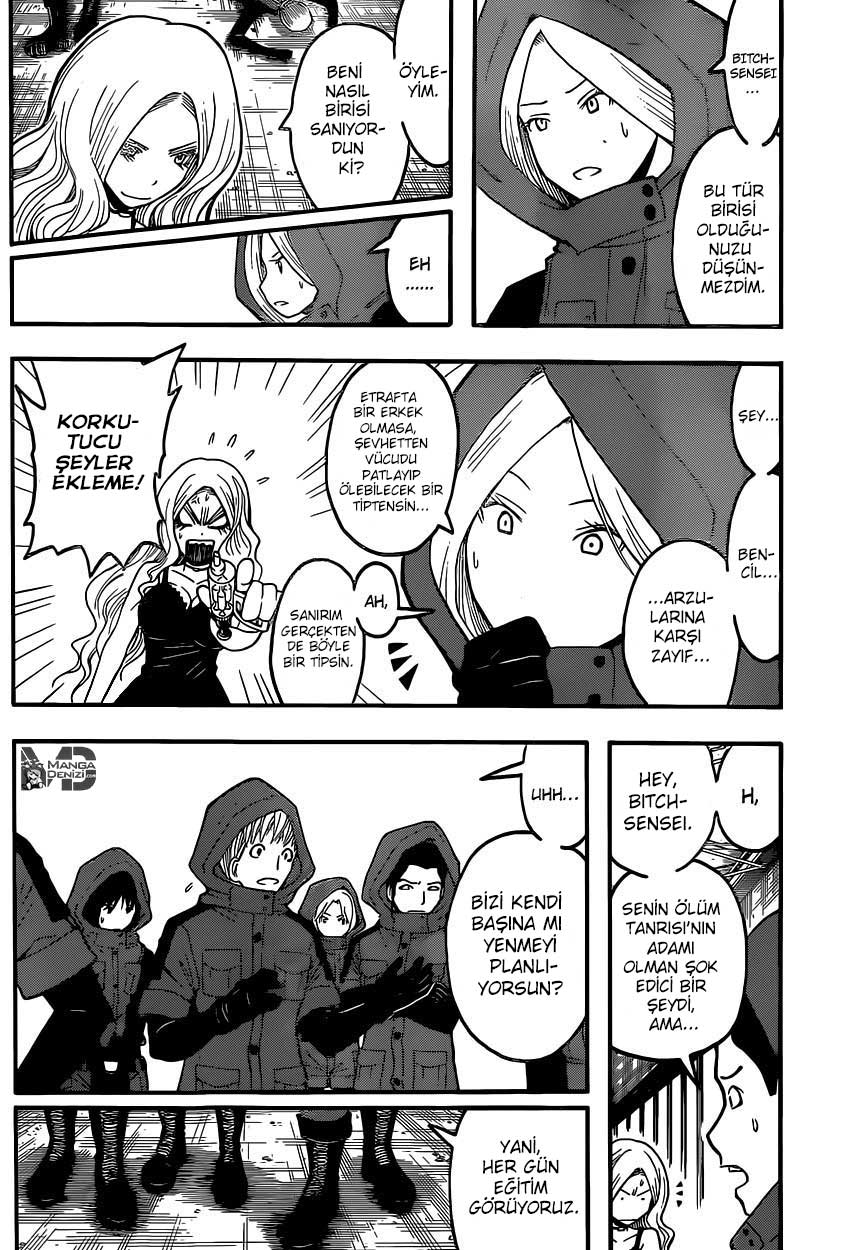 BITCH-
SENSEI
...
BU TÜR
BİRİSİ
OLDUĞU-
NUZU
DÜŞÜN-
MEZDİM.
ÖYLE-
YİM.
BENİ
NASIL
BİRİSİ
SANIYOR-
DUN
Kİ?
EH
......
ŞEY...
BEN-
CİL...
...ARZU-
LARINA
KARŞI
ZAYIF...
ETRAFTA
BİR ERKEK
OLMASA,
ŞEVHETTEN
VÜCUDU
PATLAYIP
ÖLEBİLECEK BİR
TİPTENSİN...
AH,
SANIRIM
GERÇEKTEN
DE BÖYLE
BİR TİPSİN.
KORKU-
TUCU
ŞEYLER
EKLEME!
H,
HEY,
BITCH-
SENSEI.
SENİN ÖLÜM
TANRISI'NIN
ADAMI
OLMAN ŞOK
EDİCİ BİR
ŞEYDİ,
AMA...
UHH...
BİZİ KENDİ
BAŞINA MI
YENMEYİ
PLANLI-
YORSUN?
YANİ,
HER GÜN
EĞİTİM
GÖRÜYORUZ.
MD
MANGA
DENİZİ.com